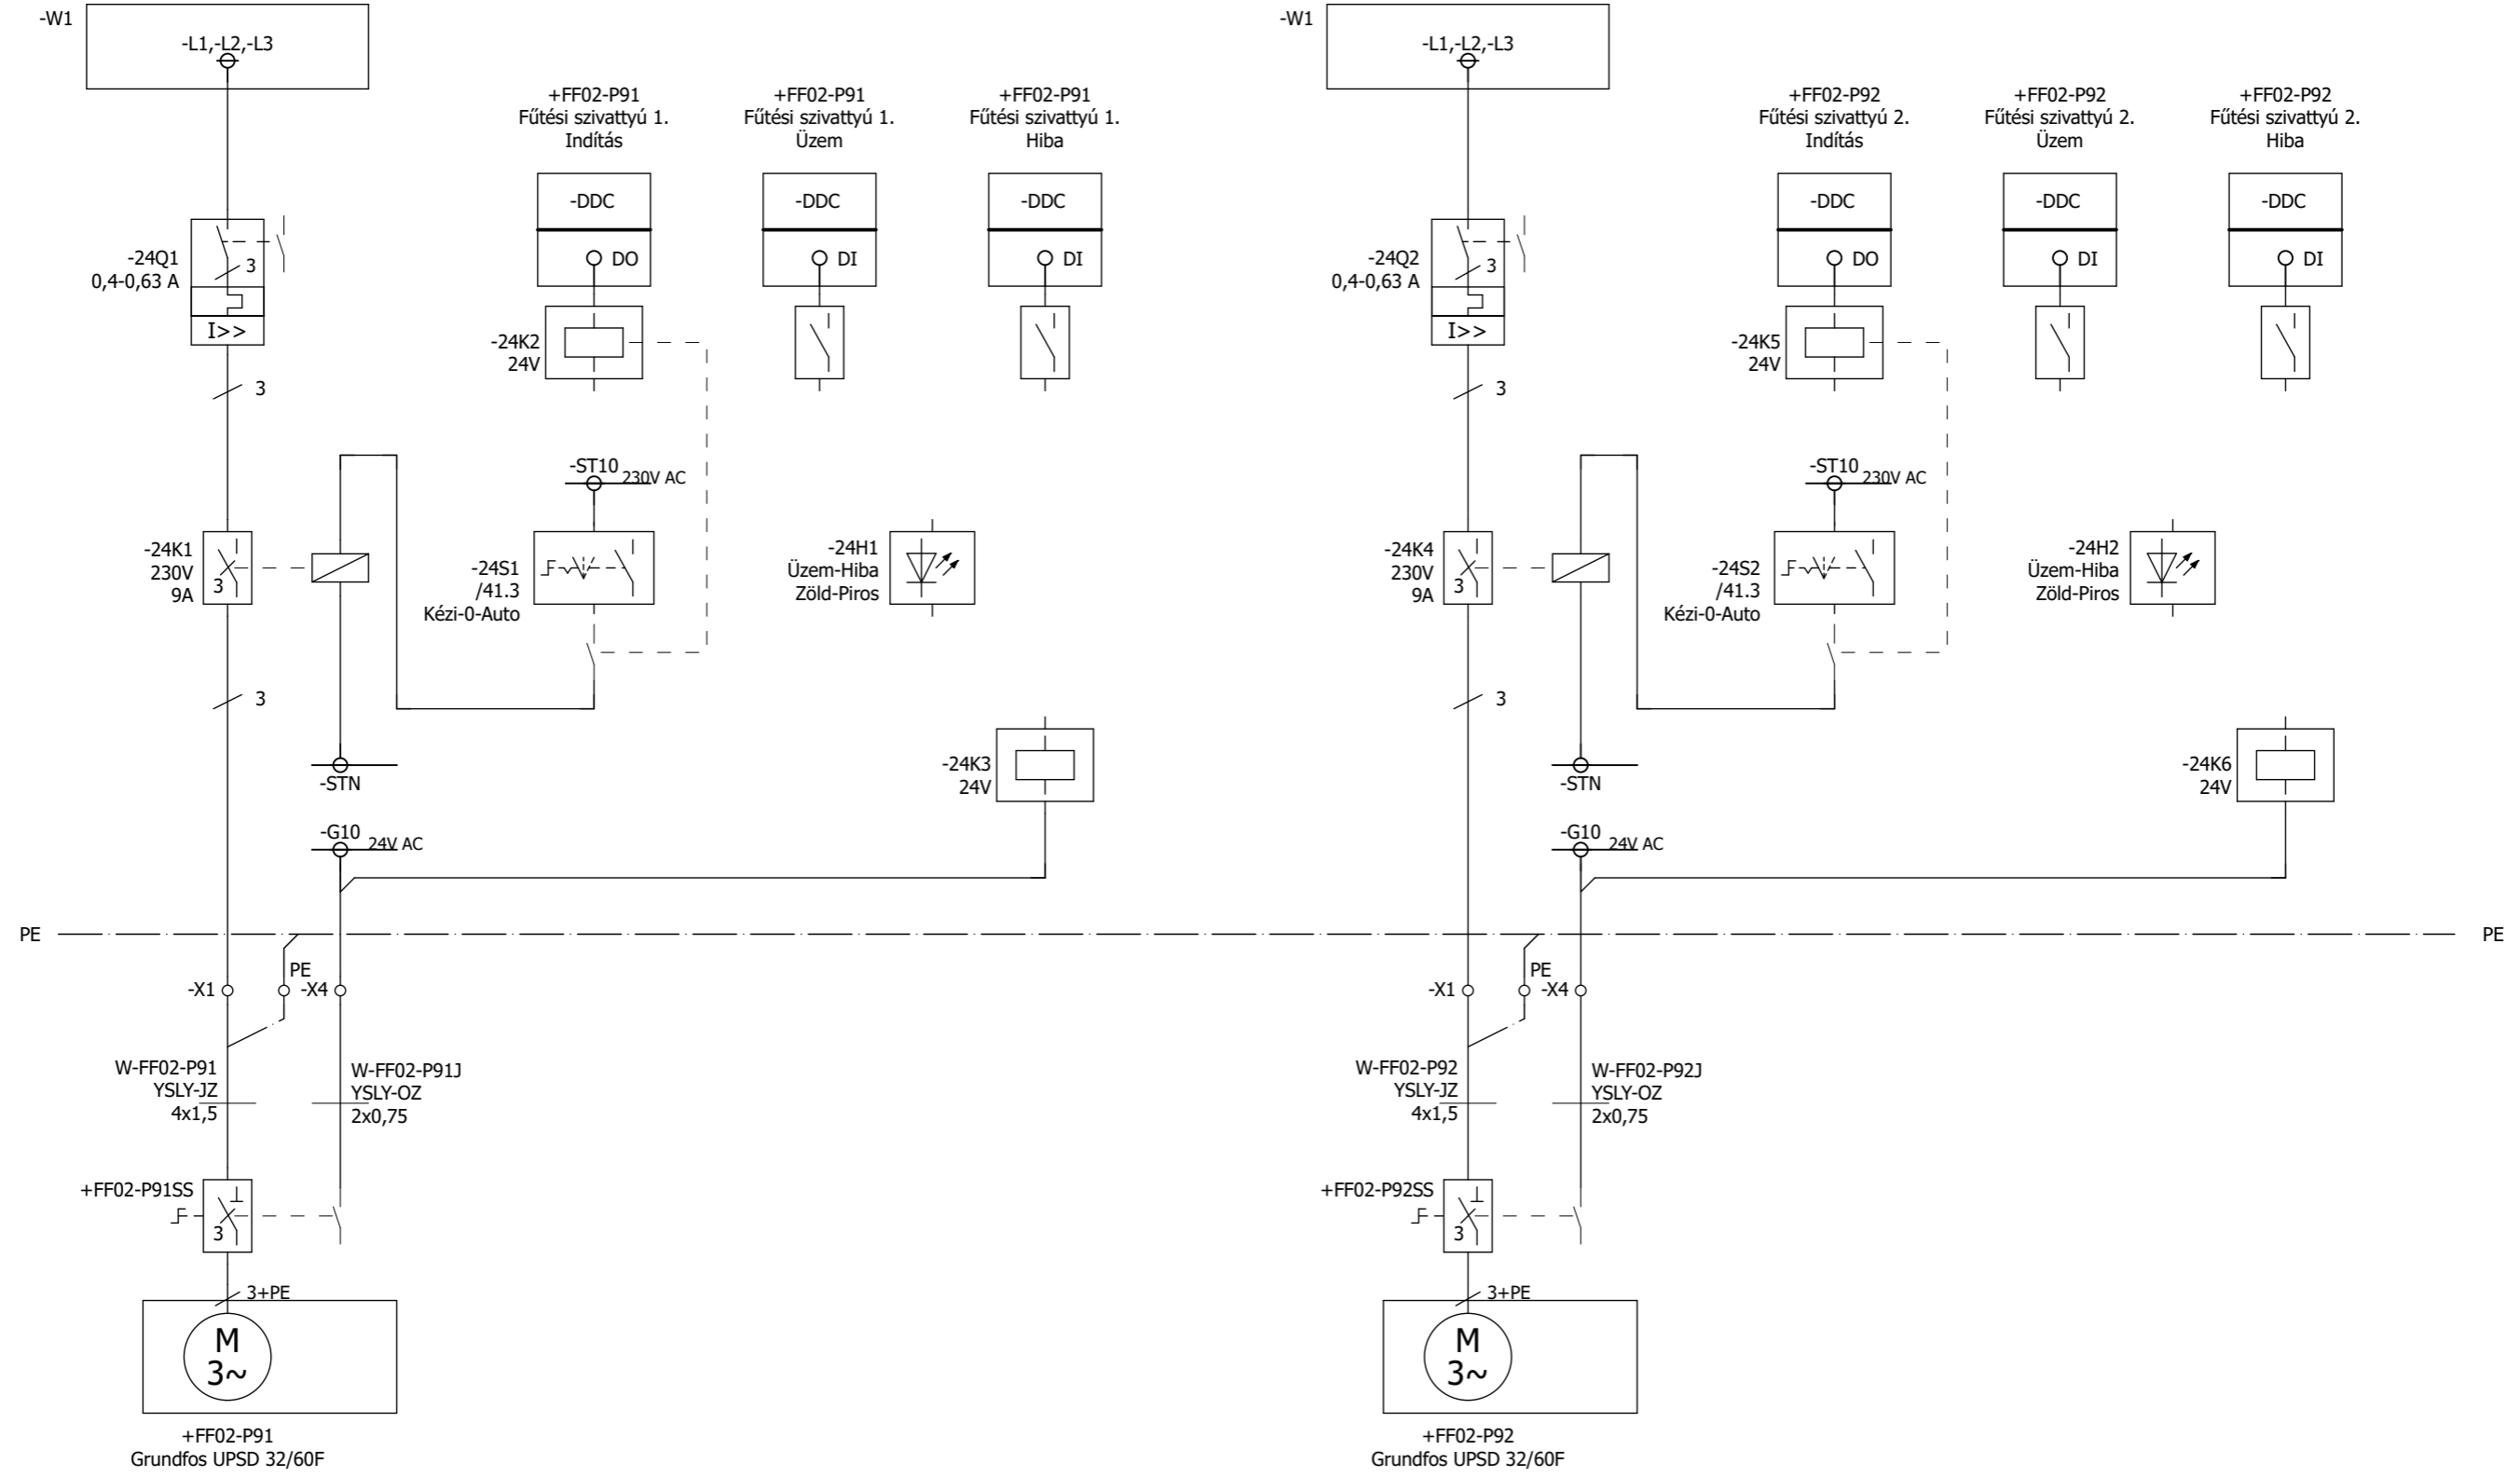 -W1
-L1,-L2,-L3
+FF02-P91
Fűtési szivattyú 1.
Indítás
+FF02-P91
Fűtési szivattyú 1.
Üzem
+FF02-P91
Fűtési szivattyú 1.
Hiba
-DDC
DO
-DDC
DI
-DDC
DI
-24Q1
0,4-0,63 A
3
I>>
-24K2
24V
3
-ST10
230V AC
-24K1
230V
9A
3
-24S1
/41.3
Kézi-0-Auto
-24H1
Üzem-Hiba
Zöld-Piros
3
-STN
-24K3
24V
-G10
24V AC
PE
PE
-X1
-X4
W-FF02-P91
YSLY-JZ
4x1,5
W-FF02-P91J
YSLY-OZ
2x0,75
+FF02-P91SS
3
3+PE
M
3~
+FF02-P91
Grundfos UPSD 32/60F
-W1
-L1,-L2,-L3
+FF02-P92
Fűtési szivattyú 2.
Indítás
+FF02-P92
Fűtési szivattyú 2.
Üzem
+FF02-P92
Fűtési szivattyú 2.
Hiba
-DDC
DO
-DDC
DI
-DDC
DI
-24Q2
0,4-0,63 A
3
I>>
-24K5
24V
3
-ST10
230V AC
-24K4
230V
9A
3
-24S2
/41.3
Kézi-0-Auto
-24H2
Üzem-Hiba
Zöld-Piros
3
-STN
-24K6
24V
-G10
24V AC
PE
PE
-X1
-X4
W-FF02-P92
YSLY-JZ
4x1,5
W-FF02-P92J
YSLY-OZ
2x0,75
+FF02-P92SS
3
3+PE
M
3~
+FF02-P92
Grundfos UPSD 32/60F